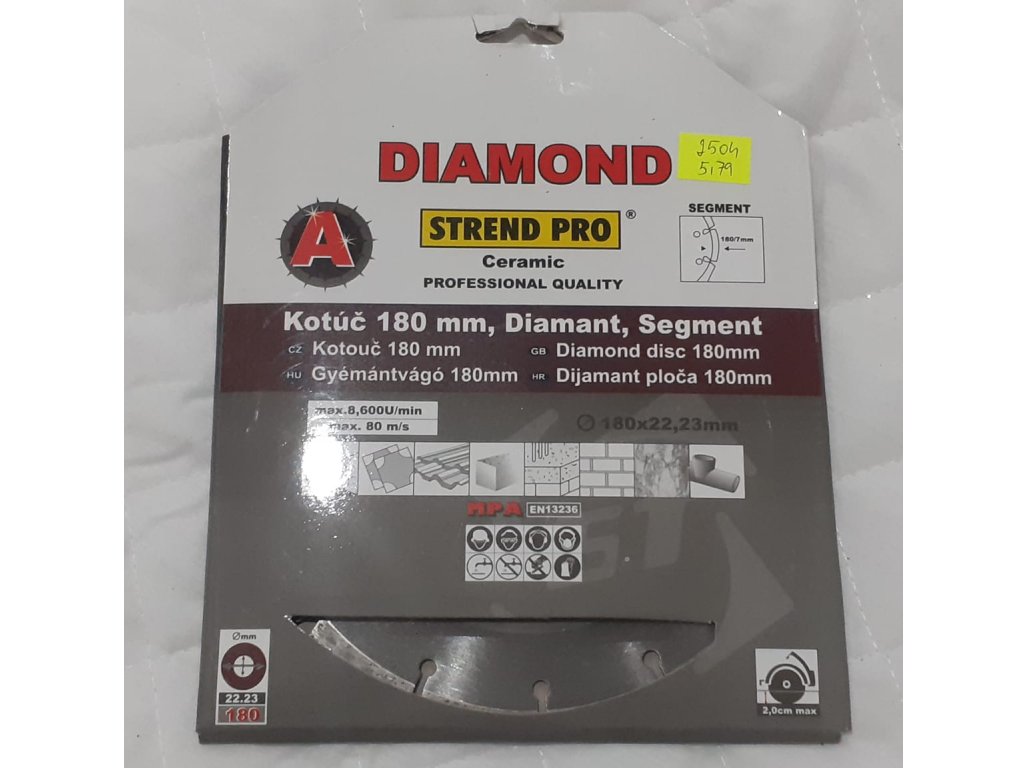 DIAMOND
5,79
A
STREND PRO®
Ceramic
PROFESSIONAL QUALITY
SEGMENT
180/7mm
Kotúč 180 mm, Diamant, Segment
CZ Kotouč 180 mm
GB Diamond disc 180mm
HU Gyémántvágó 180mm
HR Dijamant ploča 180mm
max.8,600U/min
max. 80 m/s
Ø 180x22,23mm
MPA EN13236
Ømm
22.23
180
r
2,0cm max